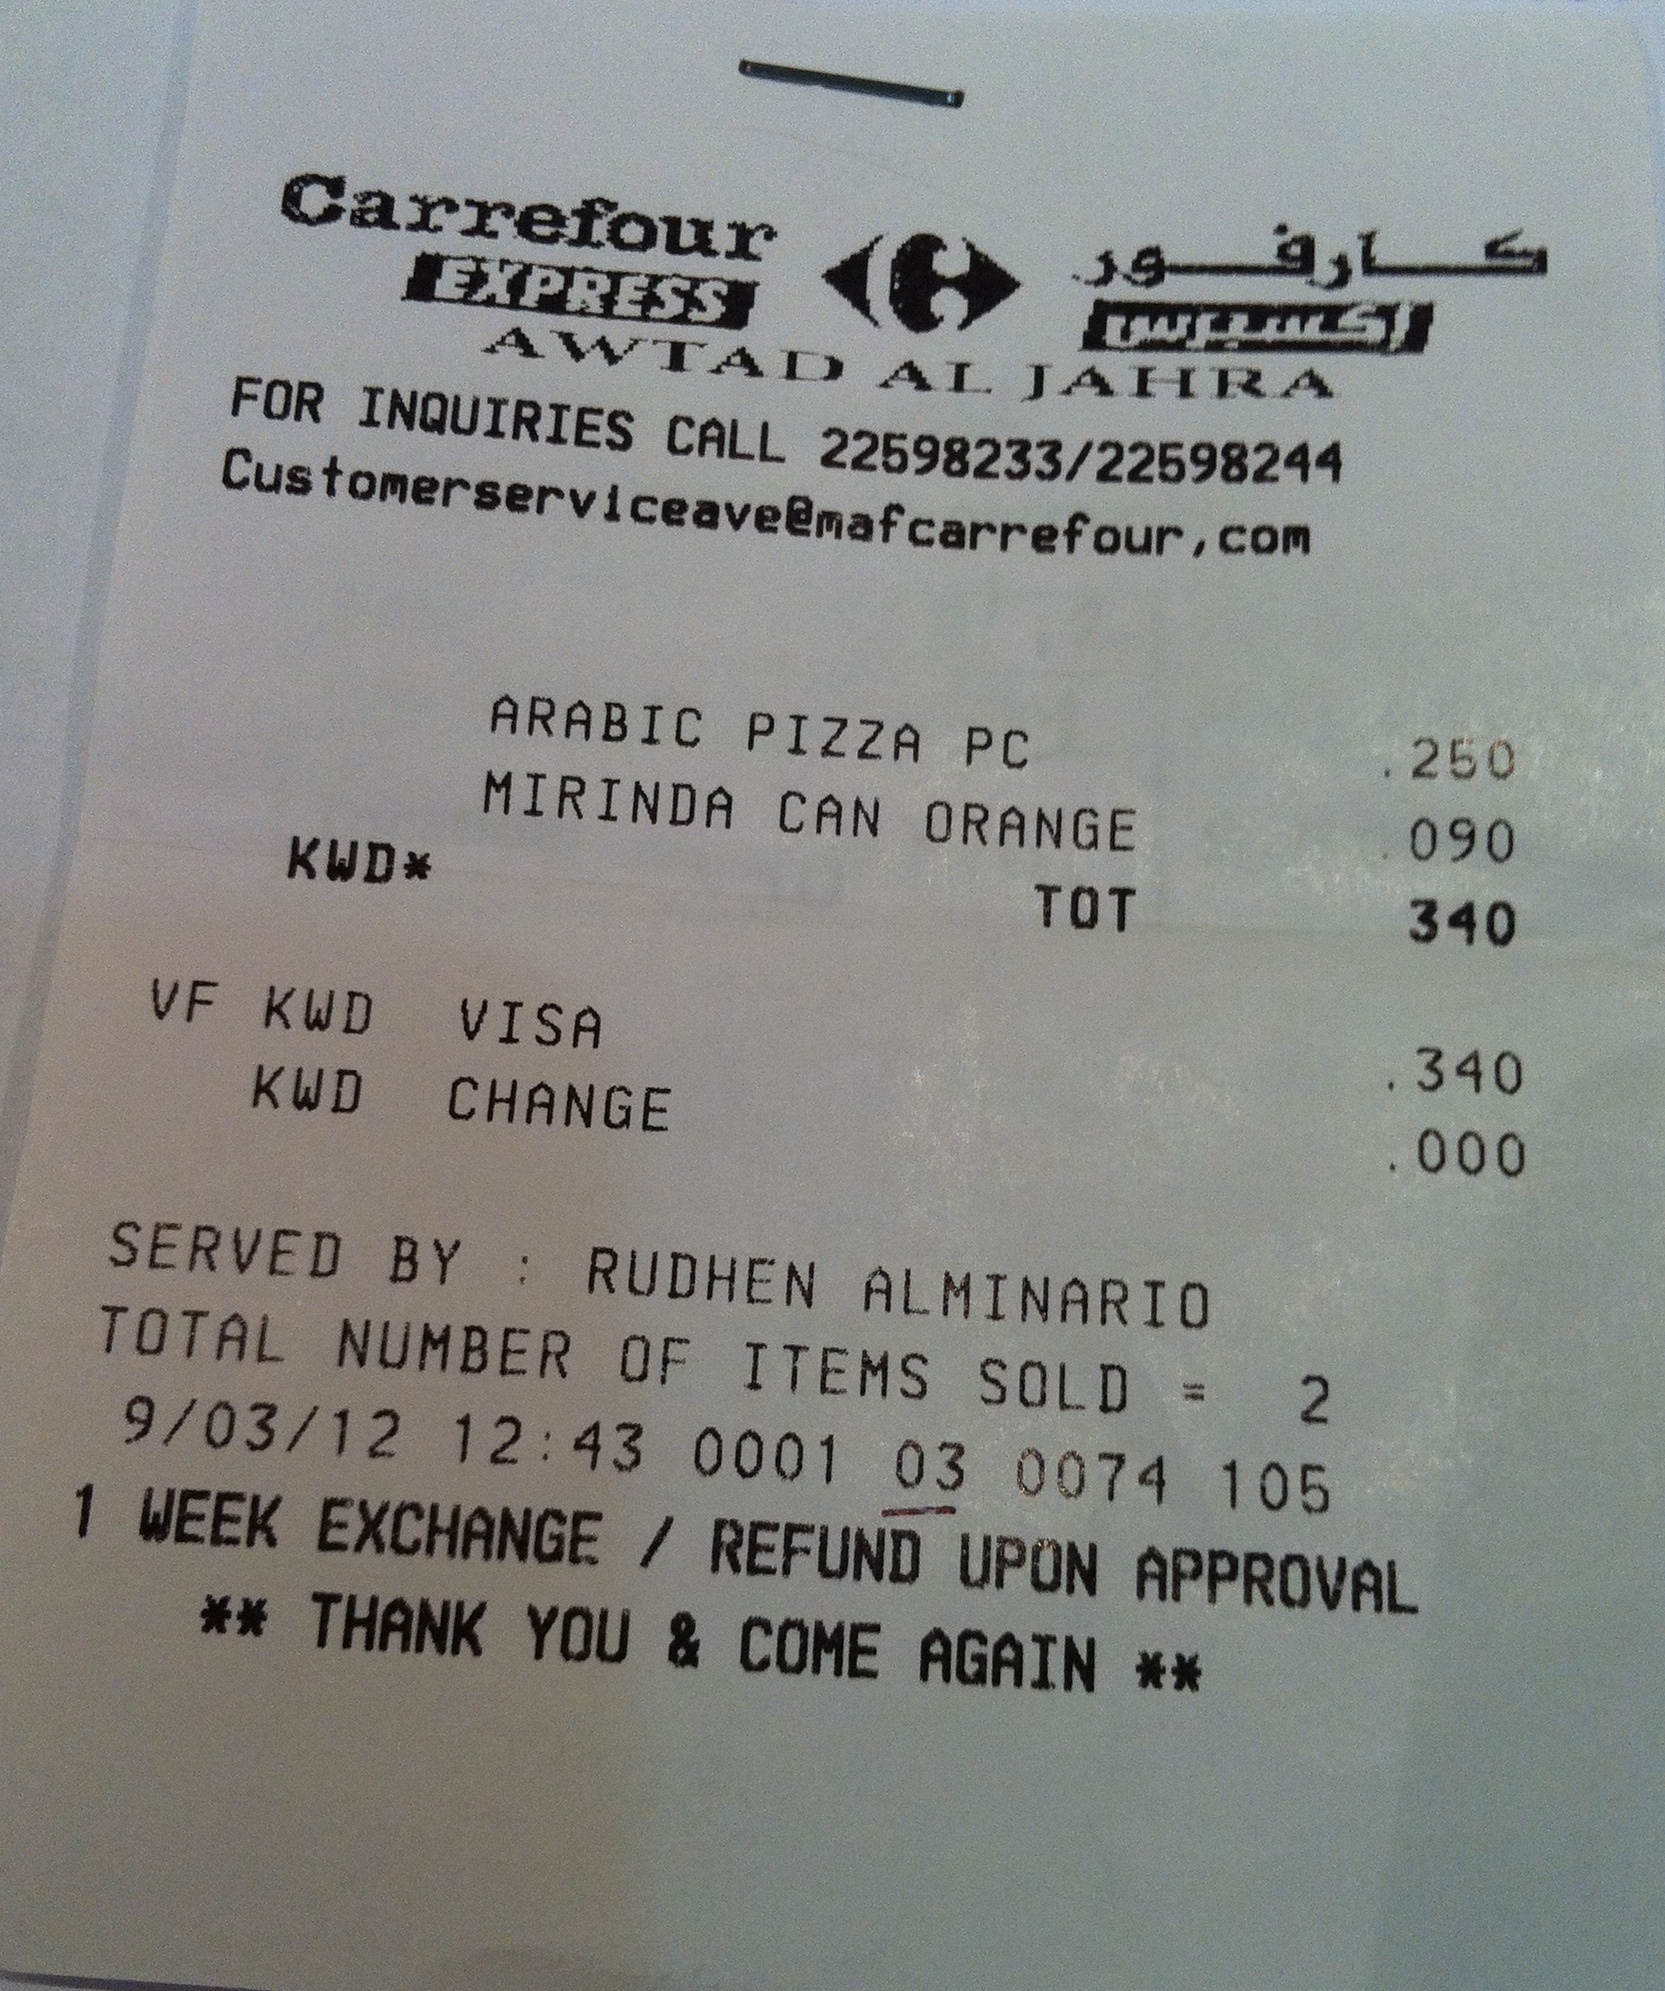 Carrefour كارفور
EXPRESS إكسبرس
AWTAD AL JAHRA
FOR INQUIRIES CALL 22598233/22598244
Customerserviceave@mafcarrefour,com
ARABIC PIZZA PC .250
MIRINDA CAN ORANGE .090
KWD* TOT 340
VF KWD VISA .340
KWD CHANGE .000
SERVED BY : RUDHEN ALMINARIO
TOTAL NUMBER OF ITEMS SOLD = 2
9/03/12 12:43 0001 03 0074 105
1 WEEK EXCHANGE / REFUND UPON APPROVAL
** THANK YOU & COME AGAIN **